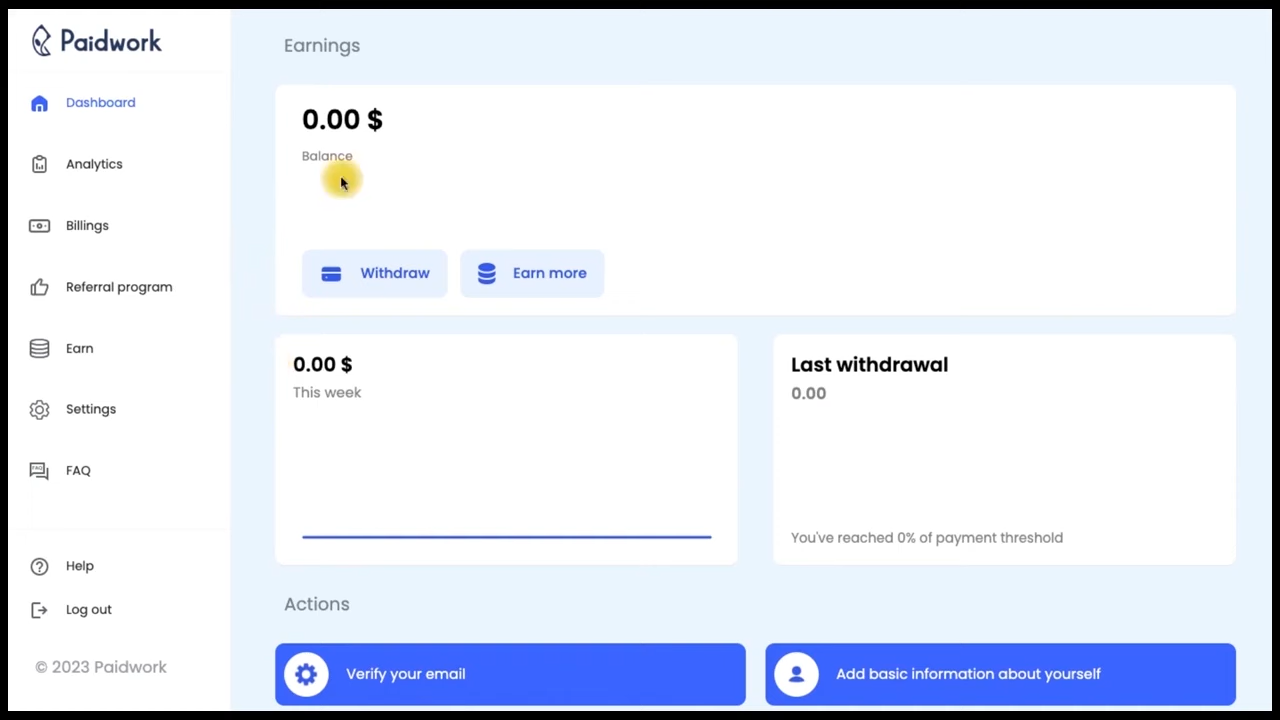 Paidwork
Dashboard
Analytics
Billings
Referral program
Earn
Settings
FAQ
Help
Log out
© 2023 Paidwork
Earnings
0.00 $
Balance
Withdraw
Earn more
0.00 $
This week
Last withdrawal
0.00
You've reached 0% of payment threshold
Actions
Verify your email
Add basic information about yourself